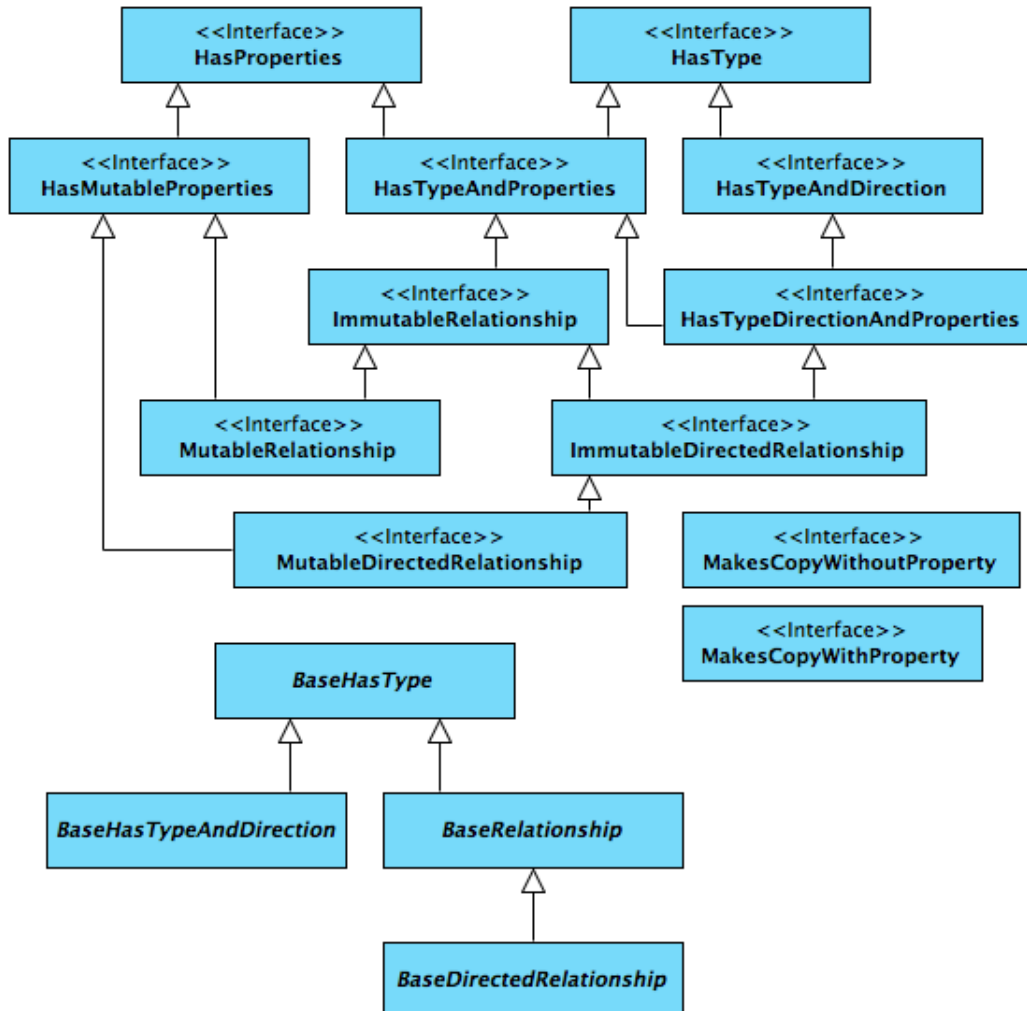 <<Interface>>
HasProperties
<<Interface>>
HasType
<<Interface>>
HasMutableProperties
<<Interface>>
HasTypeAndProperties
<<Interface>>
HasTypeAndDirection
<<Interface>>
ImmutableRelationship
<<Interface>>
HasTypeDirectionAndProperties
<<Interface>>
MutableRelationship
<<Interface>>
ImmutableDirectedRelationship
<<Interface>>
MutableDirectedRelationship
<<Interface>>
MakesCopyWithoutProperty
<<Interface>>
MakesCopyWithProperty
BaseHasType
BaseHasTypeAndDirection
BaseRelationship
BaseDirectedRelationship